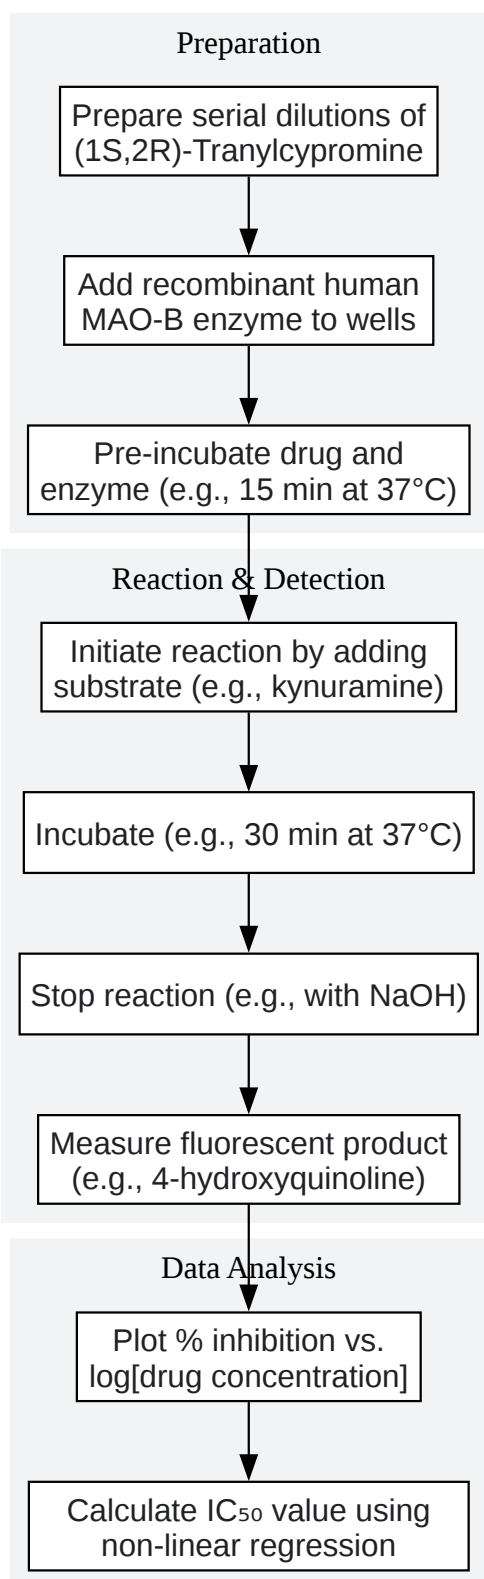 Preparation
Prepare serial dilutions of
(1S,2R)-Tranylcypromine
Add recombinant human
MAO-B enzyme to wells
Pre-incubate drug and
enzyme (e.g., 15 min at 37°C)
Reaction & Detection
Initiate reaction by adding
substrate (e.g., kynuramine)
Incubate (e.g., 30 min at 37°C)
Stop reaction (e.g., with NaOH)
Measure fluorescent product
(e.g., 4-hydroxyquinoline)
Data Analysis
Plot % inhibition vs.
log[drug concentration]
Calculate IC₅₀ value using
non-linear regression